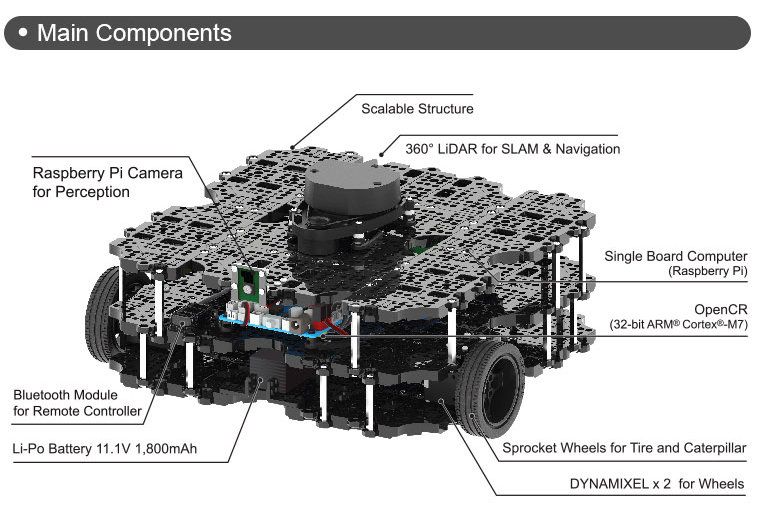 • Main Components
Scalable Structure
360° LiDAR for SLAM & Navigation
Raspberry Pi Camera
for Perception
Single Board Computer
(Raspberry Pi)
OpenCR
(32-bit ARM® Cortex®-M7)
Bluetooth Module
for Remote Controller
Li-Po Battery 11.1V 1,800mAh
Sprocket Wheels for Tire and Caterpillar
DYNAMIXEL x 2 for Wheels